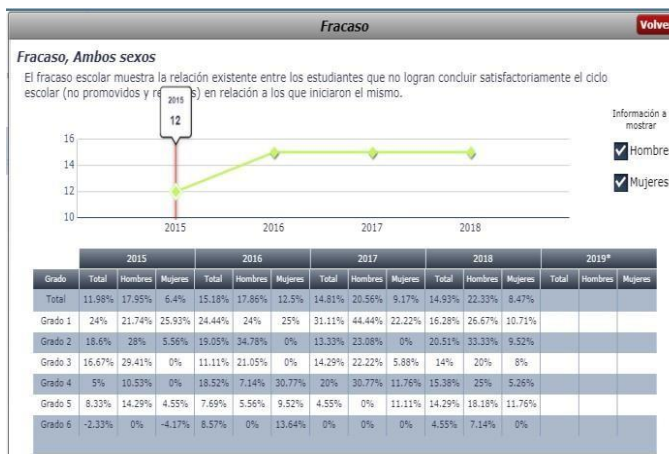 Fracaso
Volve
Fracaso, Ambos sexos
El fracaso escolar muestra la relación existente entre los estudiantes que no logran concluir satisfactoriamente el ciclo
escolar (no promovidos y re s) en relación a los que iniciaron el mismo.
2015
12
Información a
mostrar
Hombre
Mujeres
16
14
12
10
2015 2016 2017 2018
2015 2016 2017 2018 2019*
Grado Total Hombres Mujeres Total Hombres Mujeres Total Hombres Mujeres Total Hombres Mujeres Total Hombres Mujeres
Total 11.98% 17.95% 6.4% 15.18% 17.86% 12.5% 14.81% 20.56% 9.17% 14.93% 22.33% 8.47%
Grado 1 24% 21.74% 25.93% 24.44% 24% 25% 31.11% 44.44% 22.22% 16.28% 26.67% 10.71%
Grado 2 18.6% 28% 5.56% 19.05% 34.78% 0% 13.33% 23.08% 0% 20.51% 33.33% 9.52%
Grado 3 16.67% 29.41% 0% 11.11% 21.05% 0% 14.29% 22.22% 5.88% 14% 20% 8%
Grado 4 5% 10.53% 0% 18.52% 7.14% 30.77% 20% 30.77% 11.76% 15.38% 25% 5.26%
Grado 5 8.33% 14.29% 4.55% 7.69% 5.56% 9.52% 4.55% 0% 11.11% 14.29% 18.18% 11.76%
Grado 6 -2.33% 0% -4.17% 8.57% 0% 13.64% 0% 0% 0% 4.55% 7.14% 0%